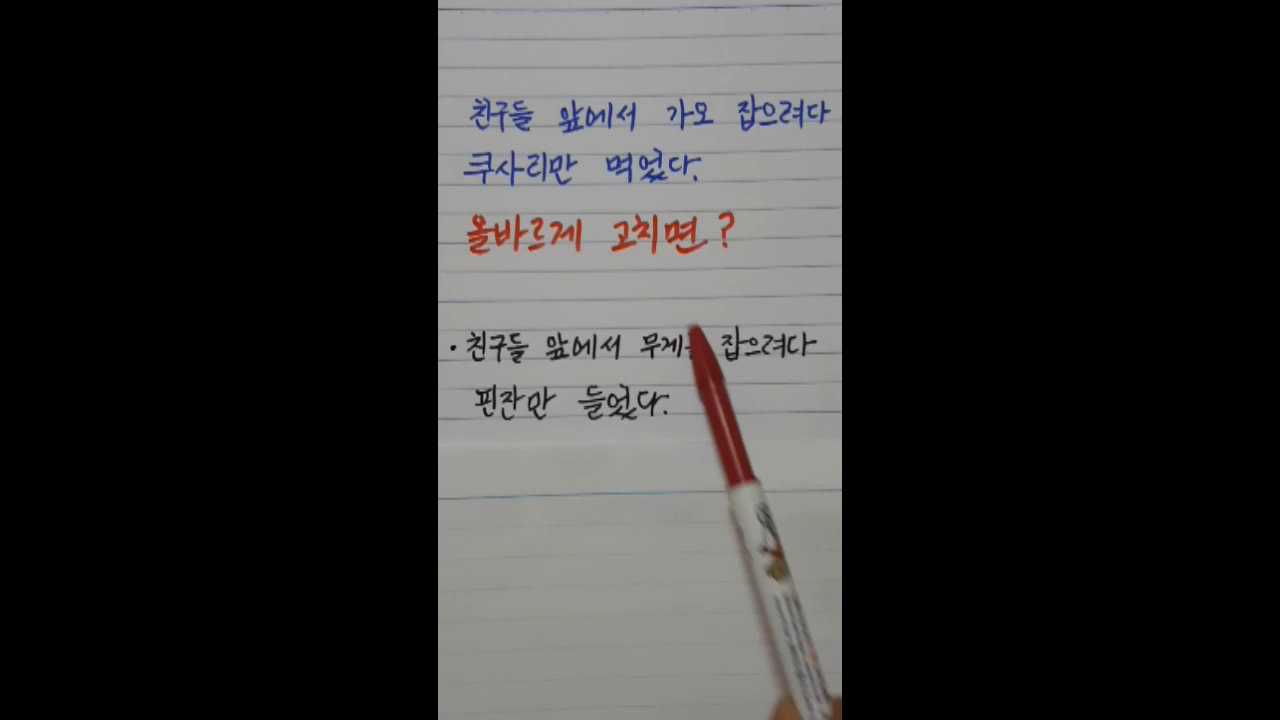 친구들 앞에서 가오 잡으려다
쿠사리만 먹었다.
올바르게 고치면?
· 친구들 앞에서 잡으려다
핀잔만 들었다.